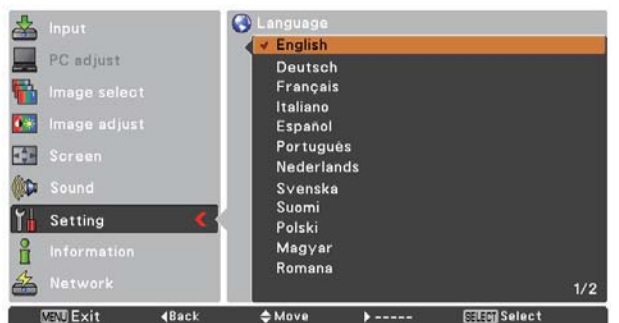 Input
PC adjust
Image select
Image adjust
Screen
Sound
Setting
Information
Network
Language
English
Deutsch
Français
Italiano
Español
Português
Nederlands
Svenska
Suomi
Polski
Magyar
Romana
1/2
MENU Exit
Back
Move
-----
SELECT Select